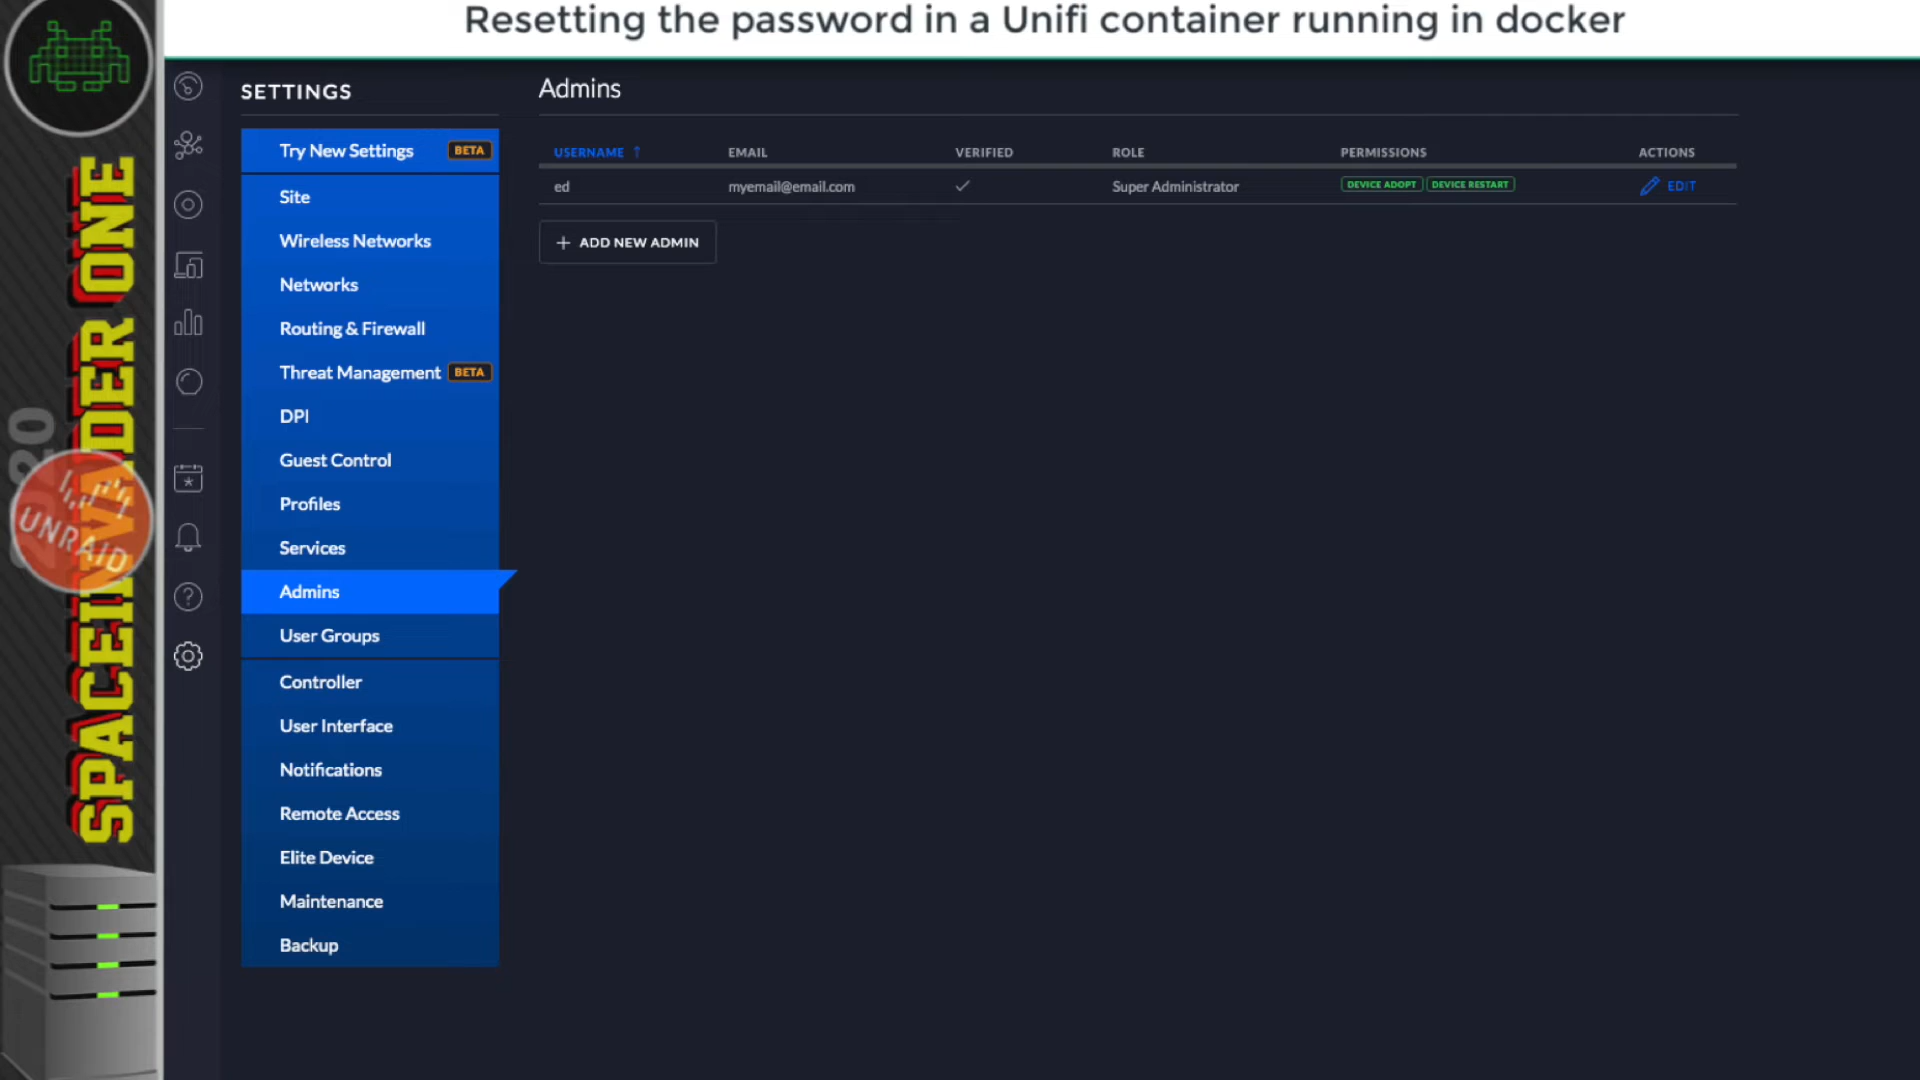 Resetting the password in a Unifi container running in docker
SPACEINVADER ONE
2020
UNRAID
SETTINGS
Try New Settings BETA
Site
Wireless Networks
Networks
Routing & Firewall
Threat Management BETA
DPI
Guest Control
Profiles
Services
Admins
User Groups
Controller
User Interface
Notifications
Remote Access
Elite Device
Maintenance
Backup
Admins
USERNAME ↑ EMAIL VERIFIED ROLE PERMISSIONS ACTIONS
ed myemail@email.com ✓ Super Administrator DEVICE ADOPT DEVICE RESTART EDIT
+ ADD NEW ADMIN